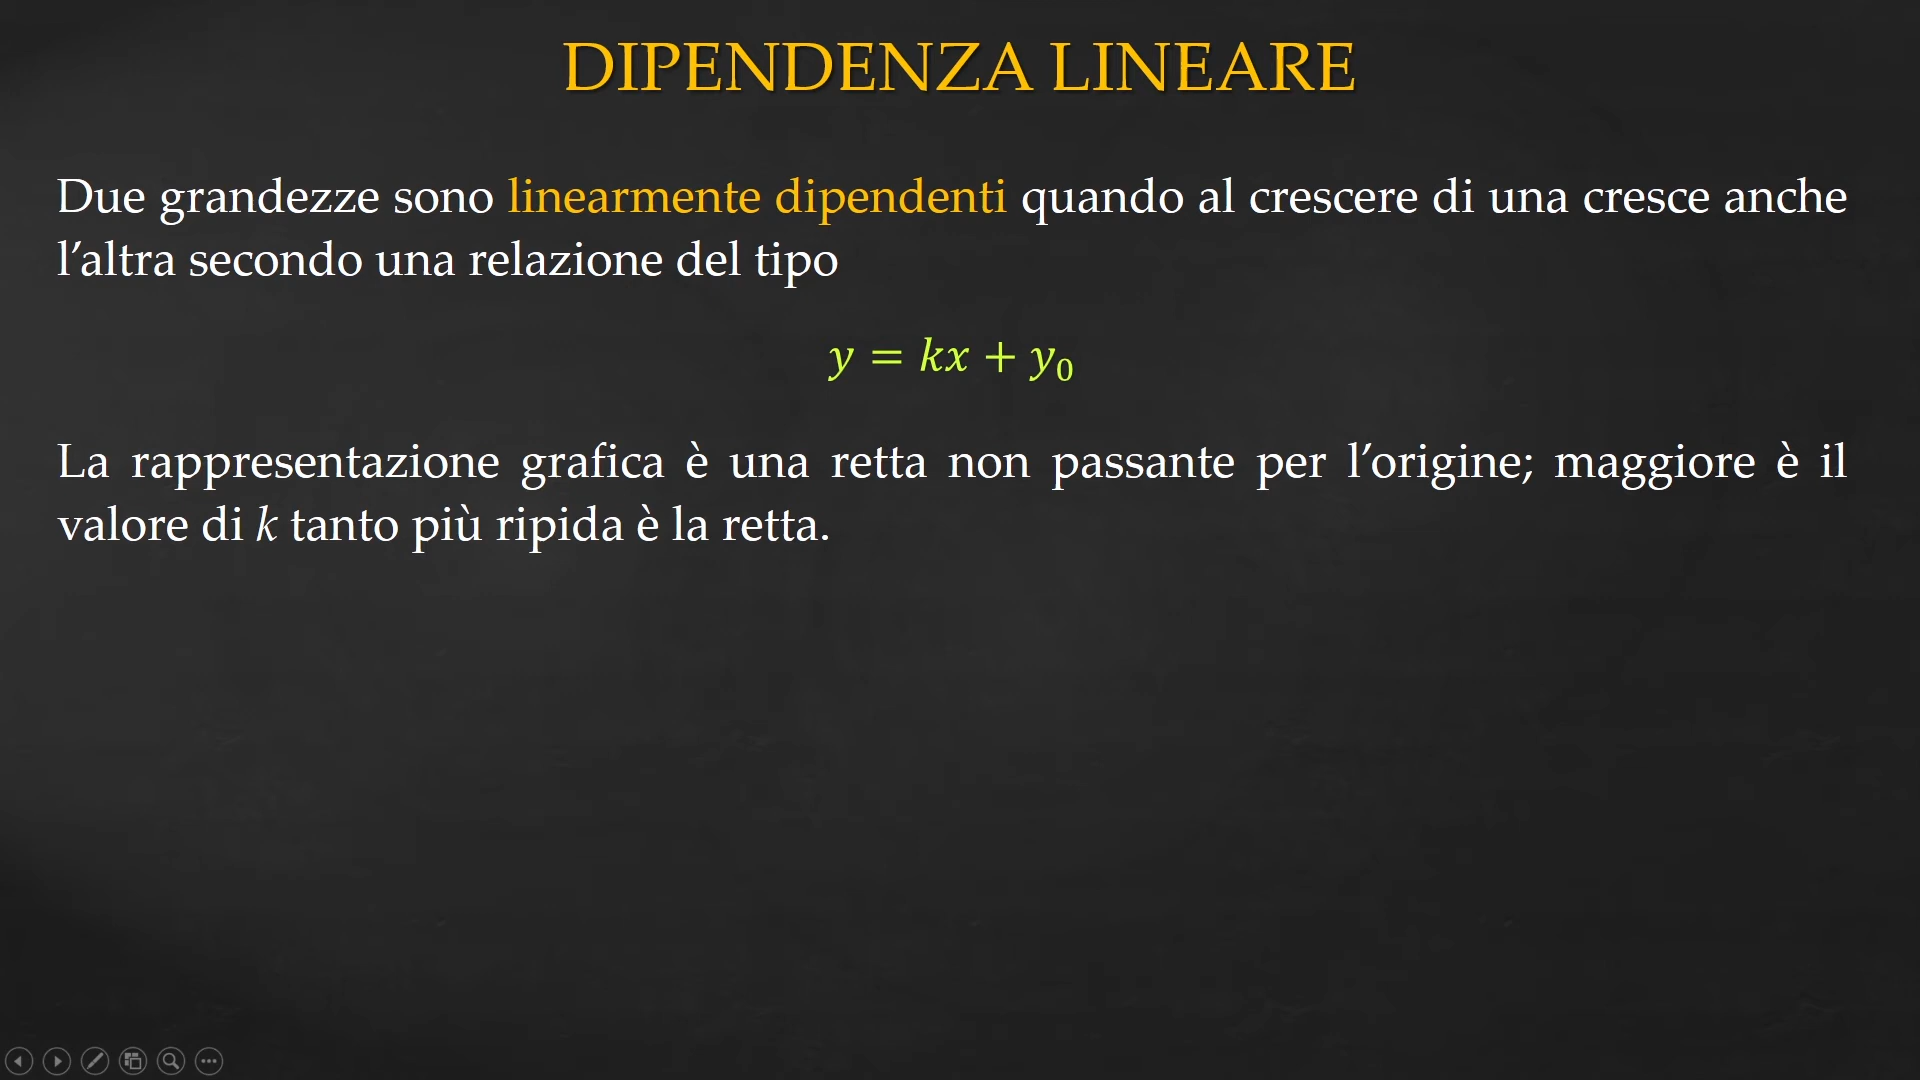 DIPENDENZA LINEARE
Due grandezze sono linearmente dipendenti quando al crescere di una cresce anche
l’altra secondo una relazione del tipo
y = kx + y₀
La rappresentazione grafica è una retta non passante per l’origine; maggiore è il
valore di k tanto più ripida è la retta.